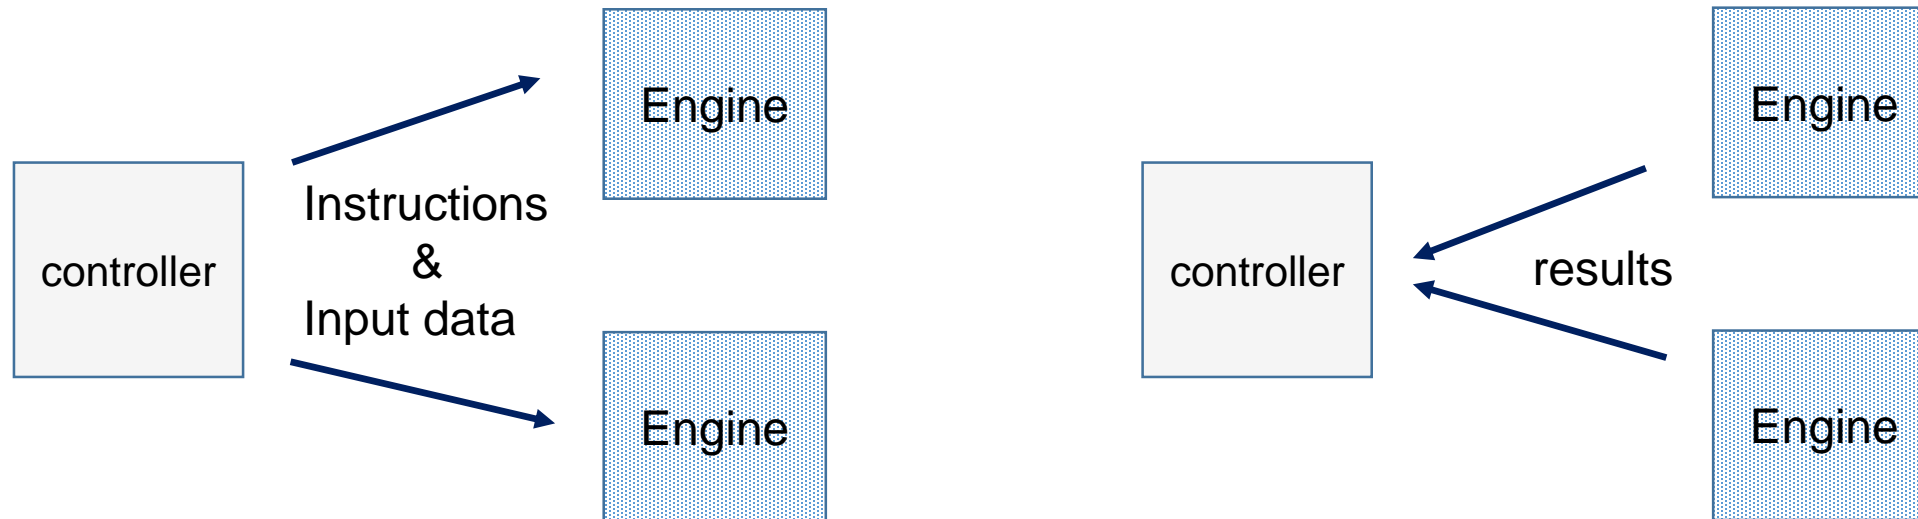 controller
Instructions
&
Input data
Engine
Engine
controller
results
Engine
Engine